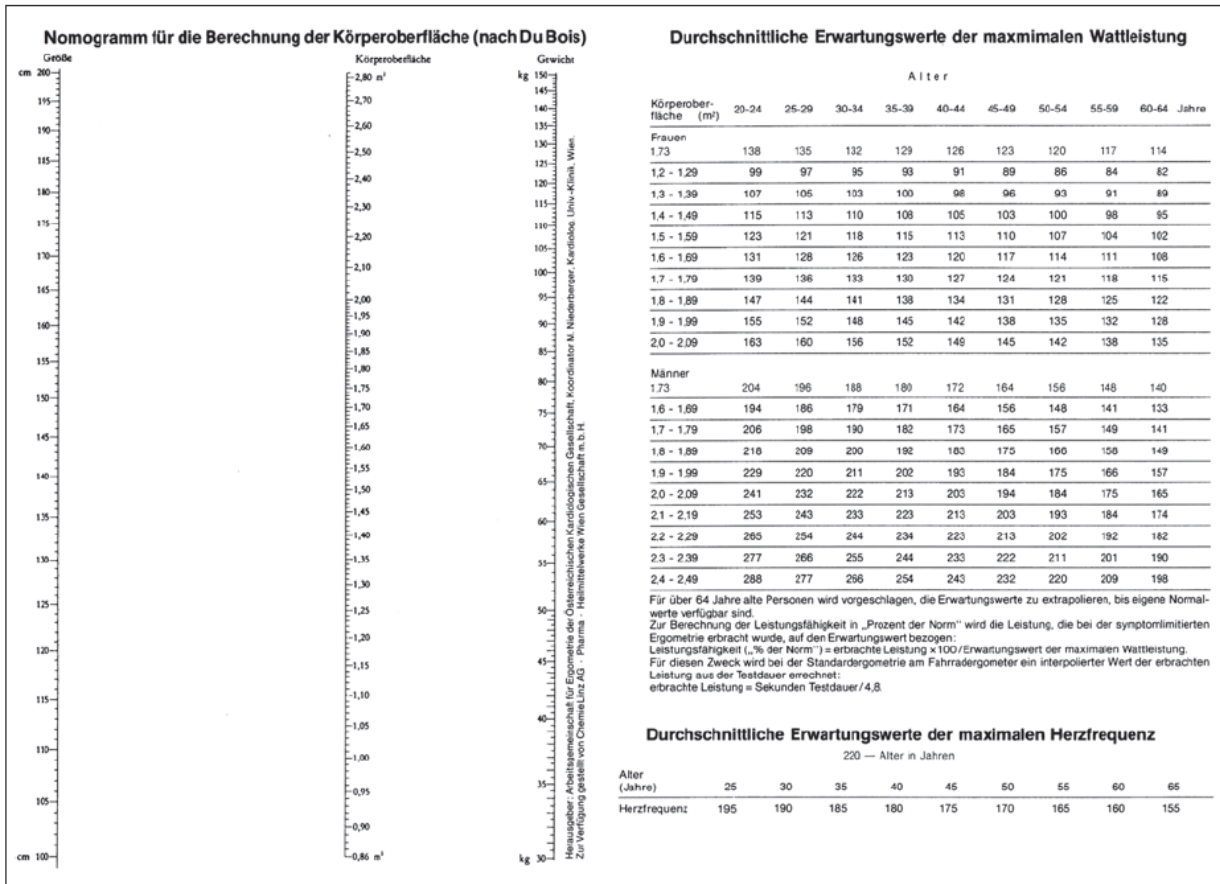 Nomogramm für die Berechnung der Körperoberfläche (nach Du Bois)
Größe
Körperoberfläche
Gewicht
cm 200
195
190
185
180
175
170
165
160
155
150
145
140
135
130
125
120
115
110
105
cm 100
2,80 m²
2,70
2,60
2,50
2,40
2,30
2,20
2,10
2,00
1,95
1,90
1,85
1,80
1,75
1,70
1,65
1,60
1,55
1,50
1,45
1,40
1,35
1,30
1,25
1,20
1,15
1,10
1,05
1,00
0,95
0,90
0,86 m²
kg 150
145
140
135
130
125
120
115
110
105
100
95
90
85
80
75
70
65
60
55
50
45
40
35
kg 30
Herausgeber: Arbeitsgemeinschaft für Ergometrie der Österreichischen Kardiologischen Gesellschaft, Koordinator N. Niederberger, Kardiolog. Univ.-Klinik, Wien.
Zur Verfügung gestellt von Chemie Linz AG - Pharma - Heilmittelwerke Wien Gesellschaft m. b. H.
Durchschnittliche Erwartungswerte der maxmimalen Wattleistung
Alter
Körperober-
fläche (m²) 20-24 25-29 30-34 35-39 40-44 45-49 50-54 55-59 60-64 Jahre
Frauen
1,73 138 135 132 129 126 123 120 117 114
1,2 - 1,29 99 97 95 93 91 89 86 84 82
1,3 - 1,39 107 105 103 100 98 96 93 91 89
1,4 - 1,49 115 113 110 108 105 103 100 98 95
1,5 - 1,59 123 121 118 115 113 110 107 104 102
1,6 - 1,69 131 128 126 123 120 117 114 111 108
1,7 - 1,79 139 136 133 130 127 124 121 118 115
1,8 - 1,89 147 144 141 138 134 131 128 125 122
1,9 - 1,99 155 152 148 145 142 138 135 132 128
2,0 - 2,09 163 160 156 152 149 145 142 138 135
Männer
1,73 204 196 188 180 172 164 156 148 140
1,6 - 1,69 194 186 179 171 164 156 148 141 133
1,7 - 1,79 206 198 190 182 173 165 157 149 141
1,8 - 1,89 218 209 200 192 183 175 166 158 149
1,9 - 1,99 229 220 211 202 193 184 175 166 157
2,0 - 2,09 241 232 222 213 203 194 184 175 165
2,1 - 2,19 253 243 233 223 213 203 193 184 174
2,2 - 2,29 265 254 244 234 223 213 202 192 182
2,3 - 2,39 277 266 255 244 233 222 211 201 190
2,4 - 2,49 288 277 266 254 243 232 220 209 198
Für über 64 Jahre alte Personen wird vorgeschlagen, die Erwartungswerte zu extrapolieren, bis eigene Normal-
werte verfügbar sind.
Zur Berechnung der Leistungsfähigkeit in „Prozent der Norm" wird die Leistung, die bei der symptomlimitierten
Ergometrie erbracht wurde, auf den Erwartungswert bezogen:
Leistungsfähigkeit („% der Norm") = erbrachte Leistung ×100/Erwartungswert der maximalen Wattleistung.
Für diesen Zweck wird bei der Standardergometrie am Fahrradergometer ein interpolierter Wert der erbrachten
Leistung aus der Testdauer errechnet:
erbrachte Leistung = Sekunden Testdauer/4,8.
Durchschnittliche Erwartungswerte der maximalen Herzfrequenz
220 — Alter in Jahren
Alter
(Jahre) 25 30 35 40 45 50 55 60 65
Herzfrequenz 195 190 185 180 175 170 165 160 155